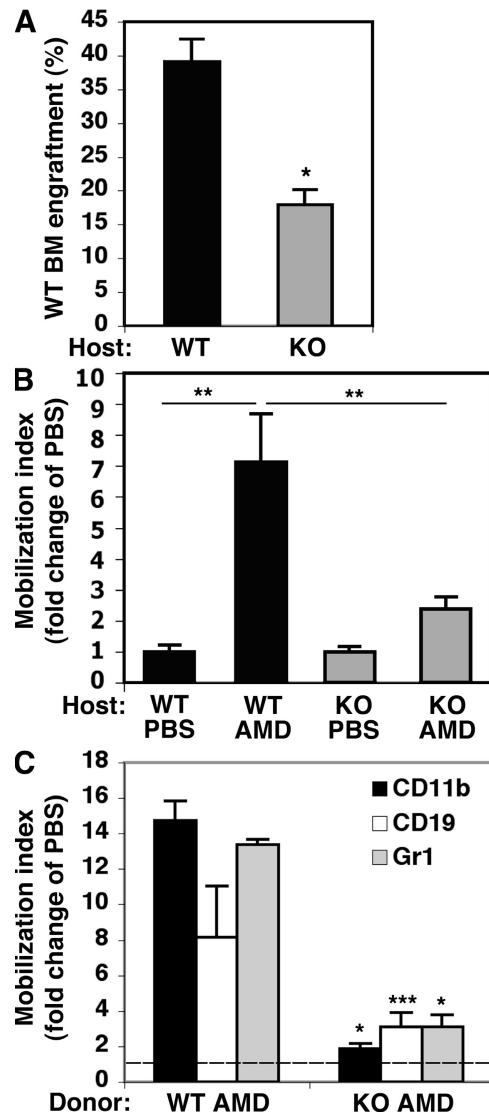 A
WT BM engraftment (%)
45
40
35
30
25
20
15
10
5
0
*
Host: WT KO
B
Mobilization index
(fold change of PBS)
10
9
8
7
6
5
4
3
2
1
0
** **
Host: WT WT KO KO
PBS AMD PBS AMD
C
Mobilization index
(fold change of PBS)
18
16
14
12
10
8
6
4
2
0
CD11b
CD19
Gr1
* *** *
Donor: WT AMD KO AMD